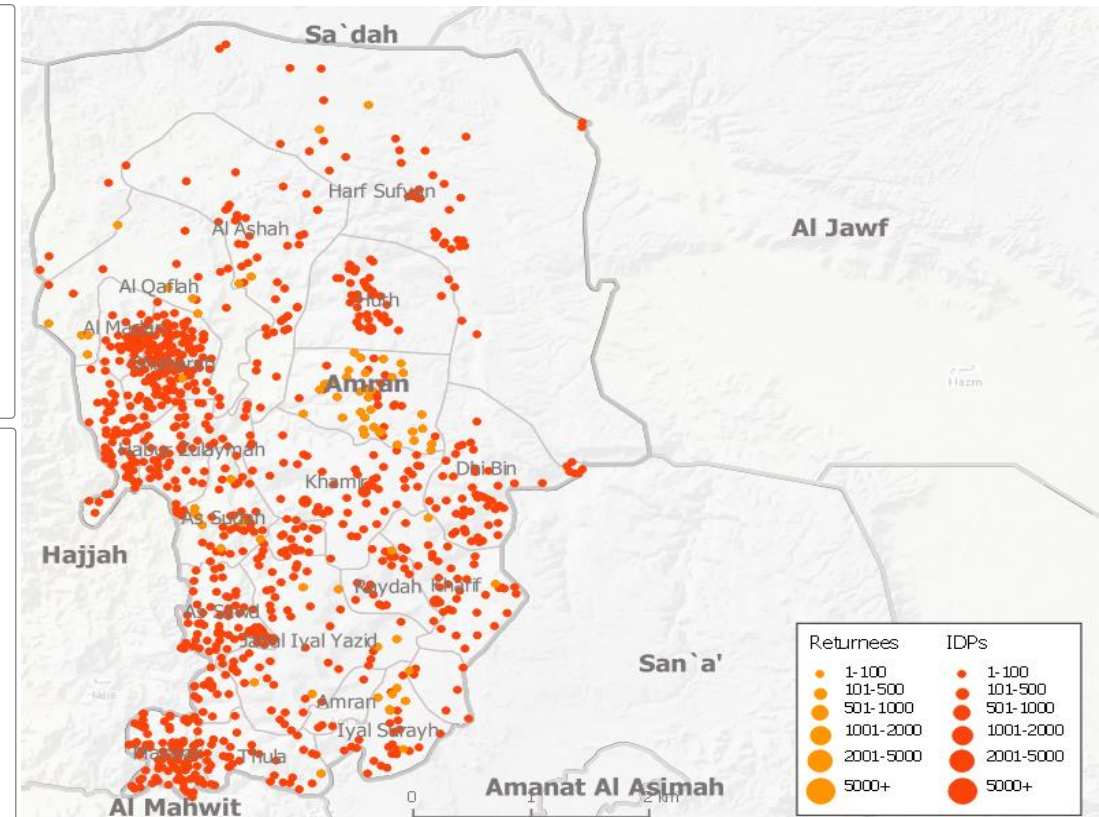 Sa`dah
Harf Sufyan
Al Ashah
Al Jawf
Al Qaflah
Huth
Al Madan
Shaharah
Amran
Habur Zulaymah
Dhi Bin
Khamir
As Sudah
Hajjah
Raydah
Kharif
As Sawd
Jabal Iyal Yazid
San`a'
Amran
Iyal Surayh
Maswar
Thula
Amanat Al Asimah
Al Mahwit
0
1
2 km
Returnees
1-100
101-500
501-1000
1001-2000
2001-5000
5000+
IDPs
1-100
101-500
501-1000
1001-2000
2001-5000
5000+